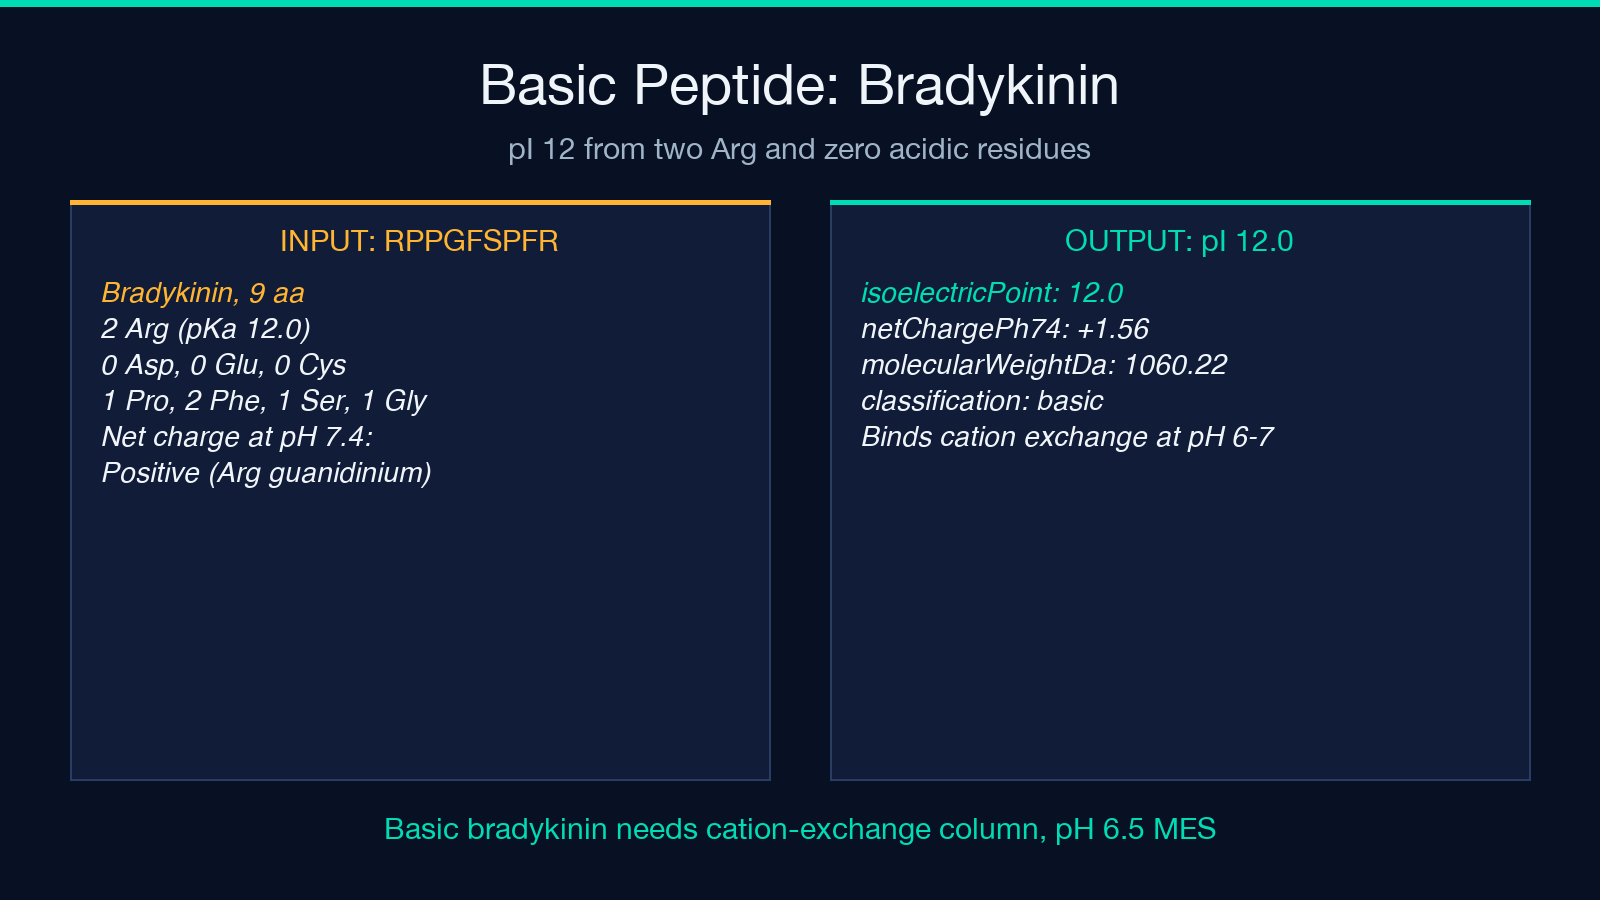 Basic Peptide: Bradykinin
pI 12 from two Arg and zero acidic residues
INPUT: RPPGFSPFR
Bradykinin, 9 aa
2 Arg (pKa 12.0)
0 Asp, 0 Glu, 0 Cys
1 Pro, 2 Phe, 1 Ser, 1 Gly
Net charge at pH 7.4:
Positive (Arg guanidinium)
OUTPUT: pI 12.0
isoelectricPoint: 12.0
netChargePh74: +1.56
molecularWeightDa: 1060.22
classification: basic
Binds cation exchange at pH 6-7
Basic bradykinin needs cation-exchange column, pH 6.5 MES